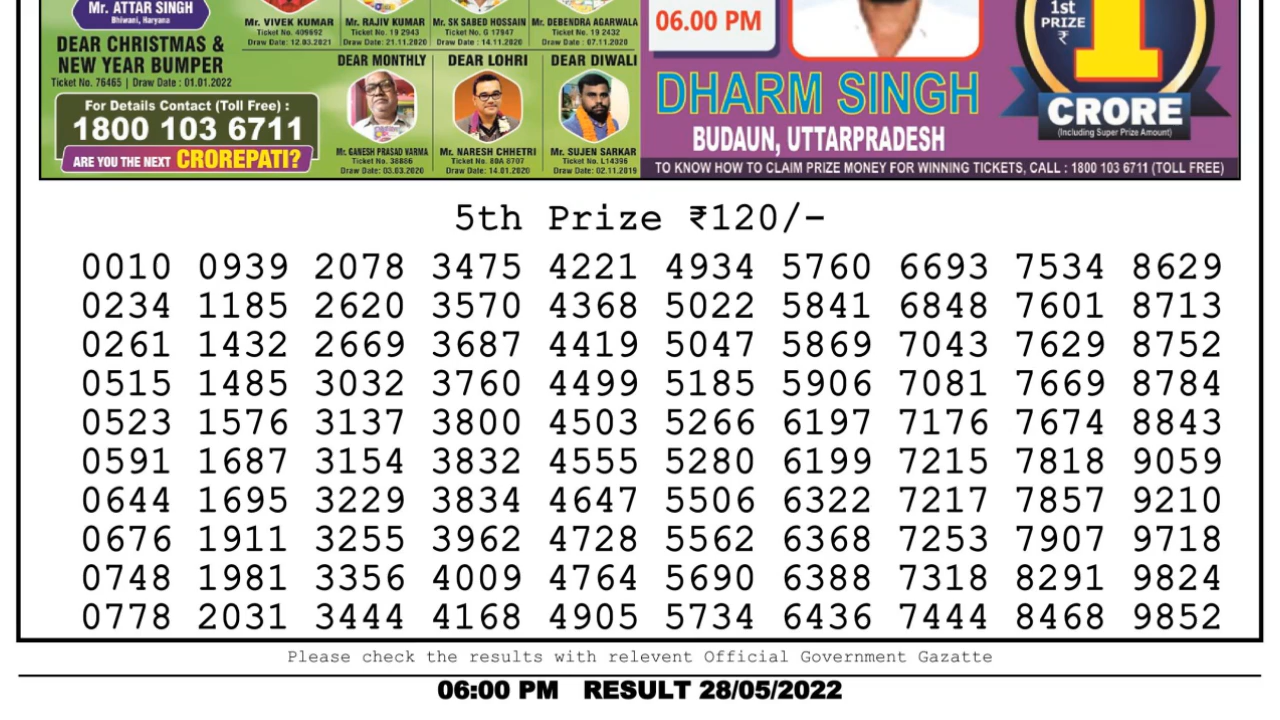 Mr. ATTAR SINGH
Bhiwani, Haryana
DEAR CHRISTMAS &
NEW YEAR BUMPER
Ticket No. 76465 | Draw Date : 01.01.2022
For Details Contact (Toll Free) :
1800 103 6711
ARE YOU THE NEXT CROREPATI?
Mr. VIVEK KUMAR
Ticket No. 409892
Draw Date: 12.03.2021
Mr. RAJIV KUMAR
Ticket No. 19 2943
Draw Date: 21.11.2020
Mr. SK SABED HOSSAIN
Ticket No. G 17947
Draw Date : 14.11.2020
Mr. DEBENDRA AGARWALA
Ticket No. 19 2432
Draw Date: 07.11.2020
DEAR MONTHLY
Mr. GANESH PRASAD VARMA
Ticket No. 38886
Draw Date: 03.03.2020
DEAR LOHRI
Mr. NARESH CHHETRI
Ticket No. 80A 8707
Draw Date: 14.01.2020
DEAR DIWALI
Mr. SUJEN SARKAR
Ticket No. L14396
Draw Date: 02.11.2019
06.00 PM
DHARM SINGH
BUDAUN, UTTARPRADESH
1st
PRIZE
₹
1
CRORE
(Including Super Prize Amount)
TO KNOW HOW TO CLAIM PRIZE MONEY FOR WINNING TICKETS, CALL : 1800 103 6711 (TOLL FREE)
5th Prize ₹120/-
0010 0939 2078 3475 4221 4934 5760 6693 7534 8629
0234 1185 2620 3570 4368 5022 5841 6848 7601 8713
0261 1432 2669 3687 4419 5047 5869 7043 7629 8752
0515 1485 3032 3760 4499 5185 5906 7081 7669 8784
0523 1576 3137 3800 4503 5266 6197 7176 7674 8843
0591 1687 3154 3832 4555 5280 6199 7215 7818 9059
0644 1695 3229 3834 4647 5506 6322 7217 7857 9210
0676 1911 3255 3962 4728 5562 6368 7253 7907 9718
0748 1981 3356 4009 4764 5690 6388 7318 8291 9824
0778 2031 3444 4168 4905 5734 6436 7444 8468 9852
Please check the results with relevent Official Government Gazatte
06:00 PM RESULT 28/05/2022